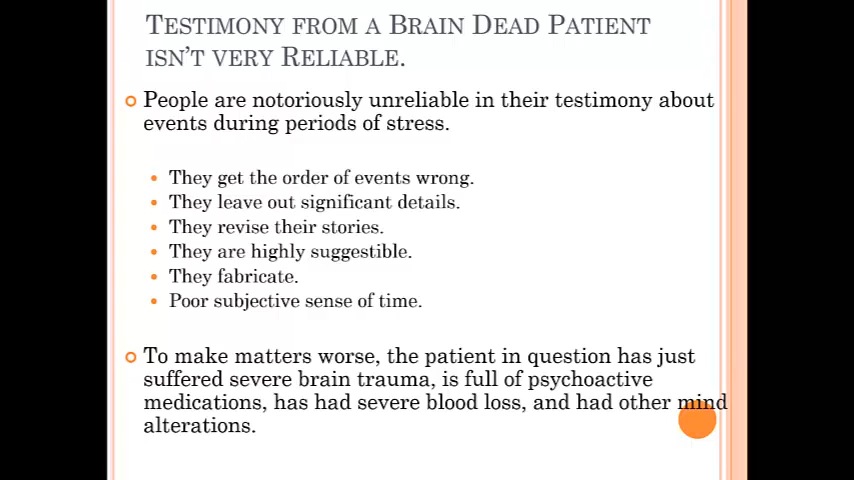 TESTIMONY FROM A BRAIN DEAD PATIENT
ISN'T VERY RELIABLE.
People are notoriously unreliable in their testimony about
events during periods of stress.
They get the order of events wrong.
They leave out significant details.
They revise their stories.
They are highly suggestible.
They fabricate.
Poor subjective sense of time.
To make matters worse, the patient in question has just
suffered severe brain trauma, is full of psychoactive
medications, has had severe blood loss, and had other mind
alterations.